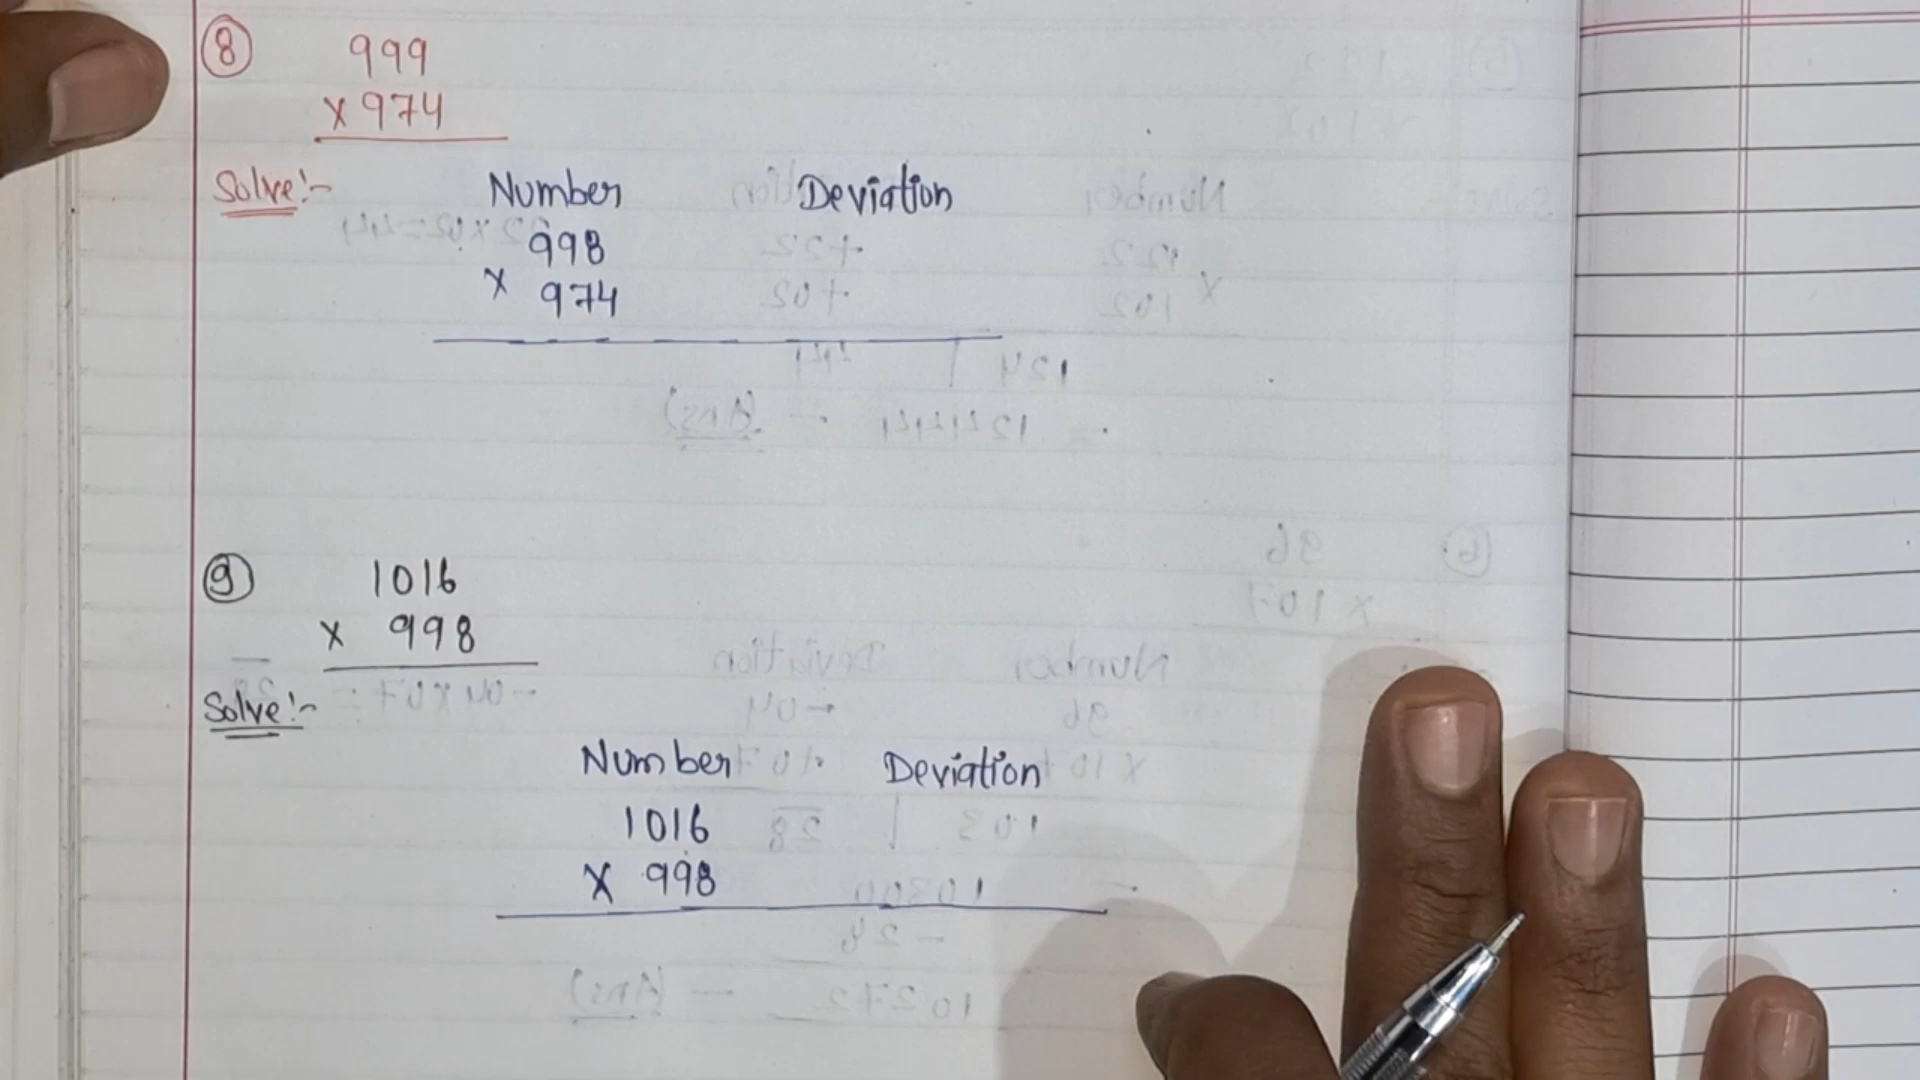 8 999
x 974
Solve:-
Number Deviation
998
x 974
9 1016
x 998
Solve:-
Number Deviation
1016
x 998